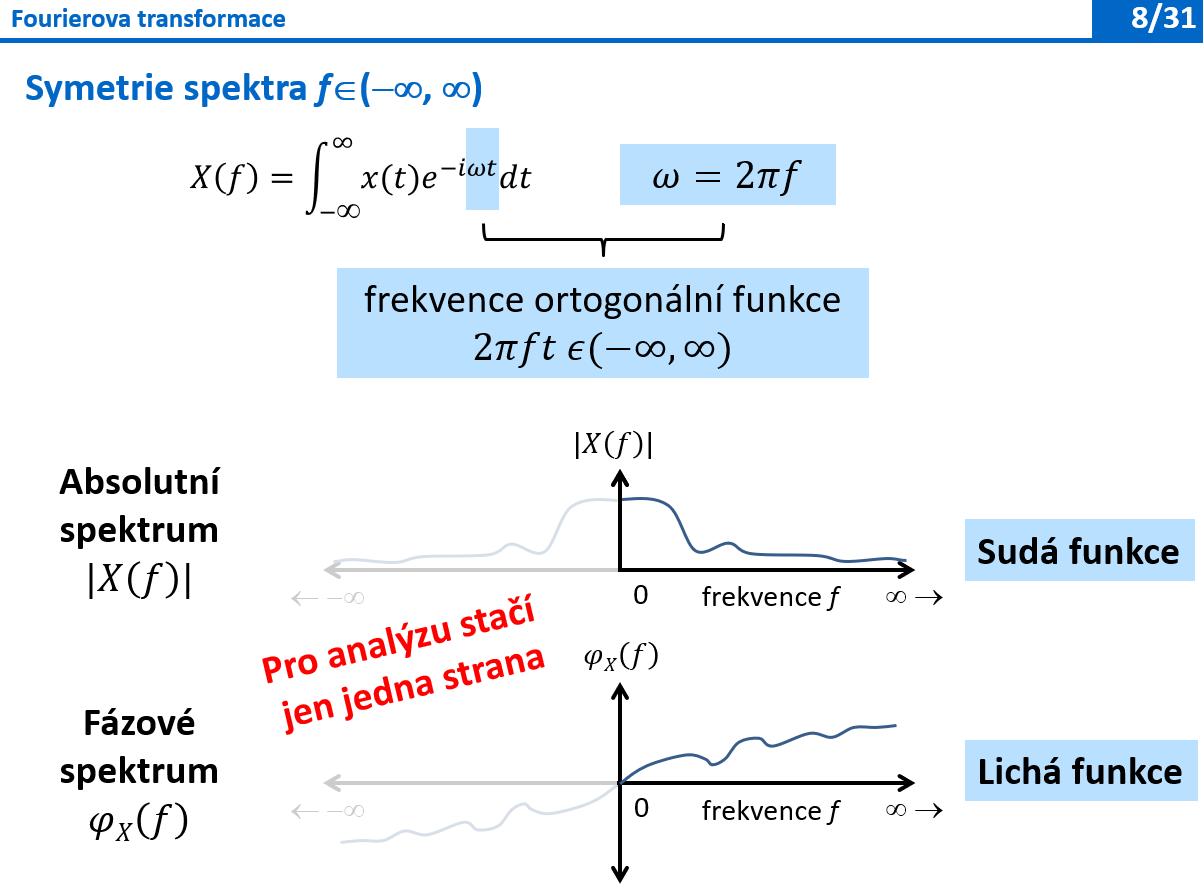 Fourierova transformace
8/31
Symetrie spektra f∈(−∞, ∞)
X(f) = ∫_{−∞}^{∞} x(t)e^{−iωt}dt
ω = 2πf
frekvence ortogonální funkce
2πft ϵ(−∞, ∞)
|X(f)|
Absolutní
spektrum
|X(f)|
Sudá funkce
← −∞
0
frekvence f
∞ →
Pro analýzu stačí
jen jedna strana
φ_X(f)
Fázové
spektrum
φ_X(f)
Lichá funkce
← −∞
0
frekvence f
∞ →